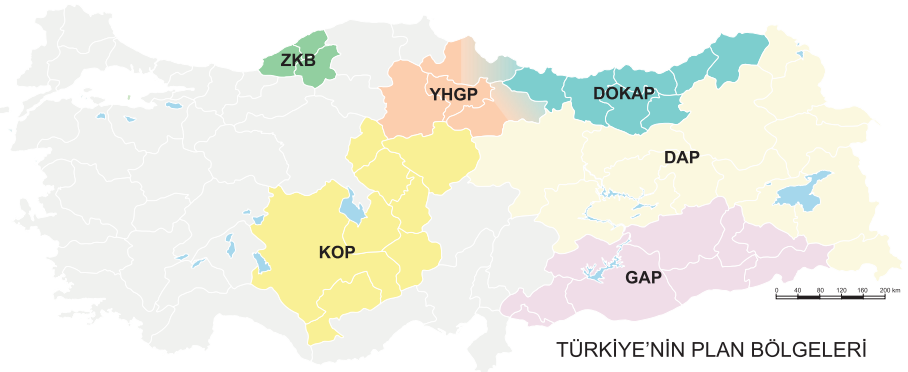 ZKB
YHGP
DOKAP
DAP
KOP
GAP
0 40 80 120 160 200 km
TÜRKİYE'NİN PLAN BÖLGELERİ